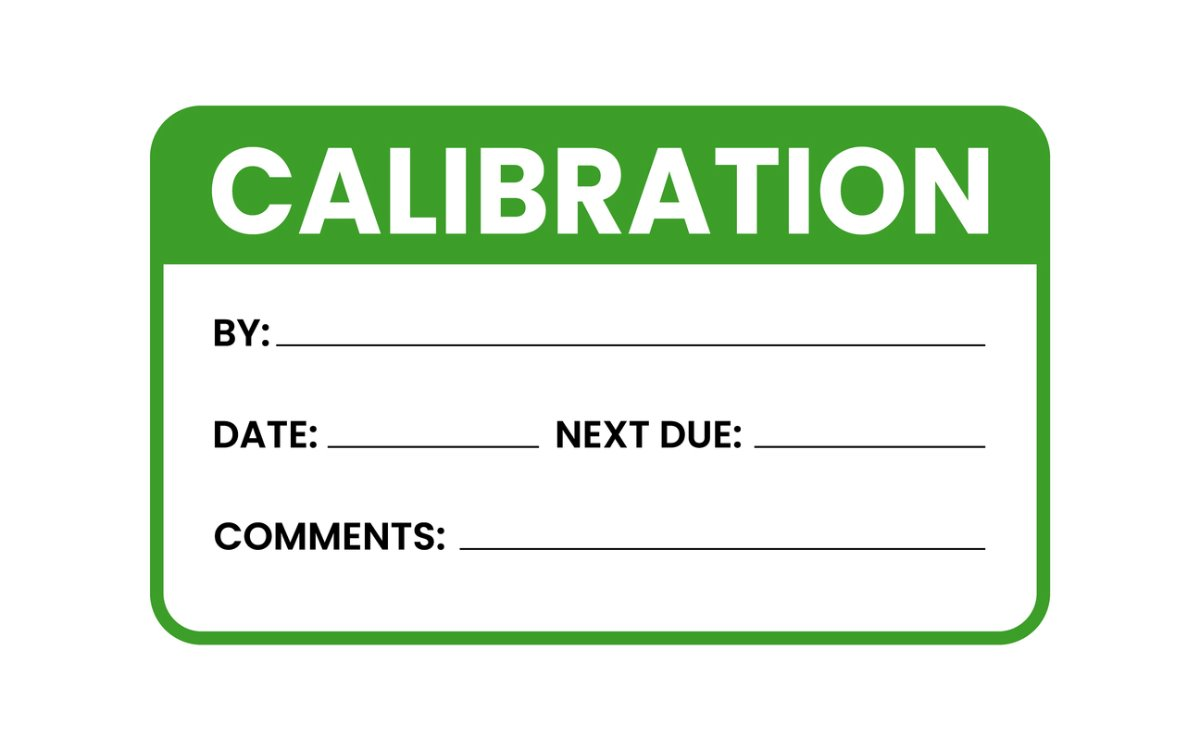 CALIBRATION
BY:
DATE: NEXT DUE:
COMMENTS: